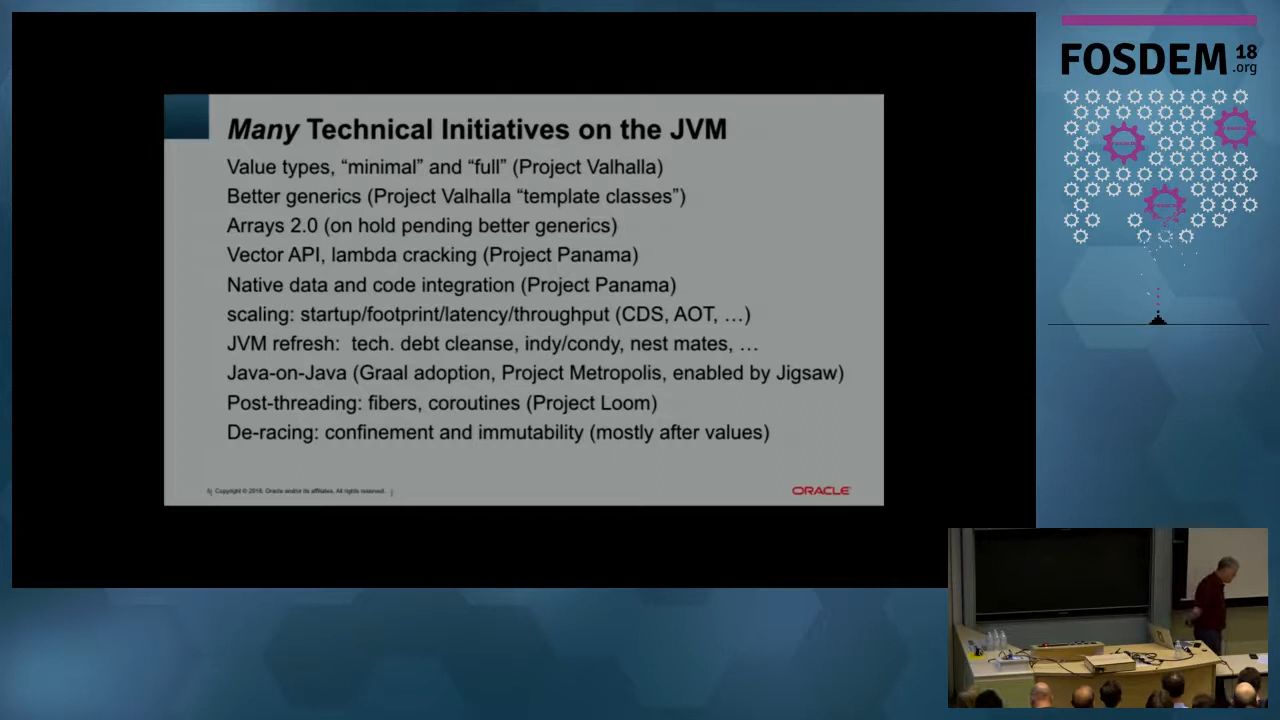 FOSDEM 18
.org
Many Technical Initiatives on the JVM
Value types, “minimal” and “full” (Project Valhalla)
Better generics (Project Valhalla “template classes”)
Arrays 2.0 (on hold pending better generics)
Vector API, lambda cracking (Project Panama)
Native data and code integration (Project Panama)
scaling: startup/footprint/latency/throughput (CDS, AOT, …)
JVM refresh:  tech. debt cleanse, indy/condy, nest mates, …
Java-on-Java (Graal adoption, Project Metropolis, enabled by Jigsaw)
Post-threading: fibers, coroutines (Project Loom)
De-racing: confinement and immutability (mostly after values)
Copyright © 2018, Oracle and/or its affiliates. All rights reserved. |
ORACLE